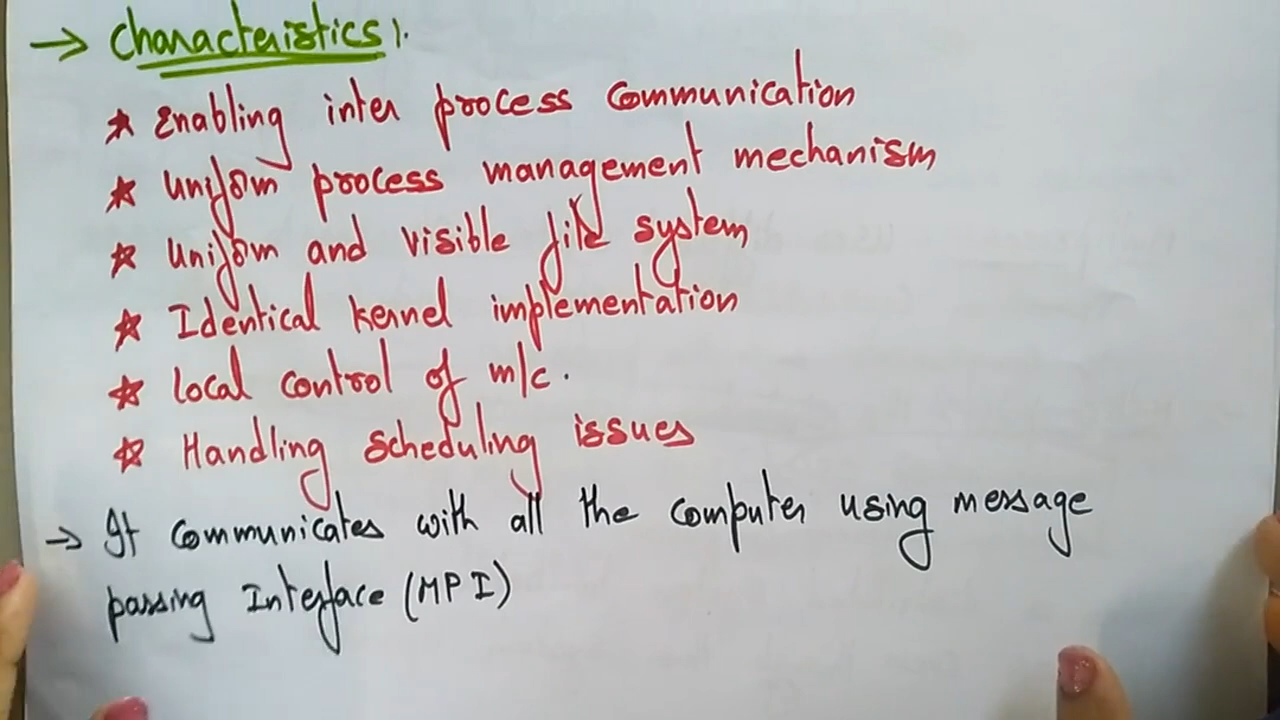 → Characteristics:
* Enabling inter process communication
* uniform process management mechanism
* uniform and visible file system
* Identical kernel implementation
* Local control of m/c.
* Handling scheduling issues
→ It communicates with all the computer using message
passing Interface (MPI)